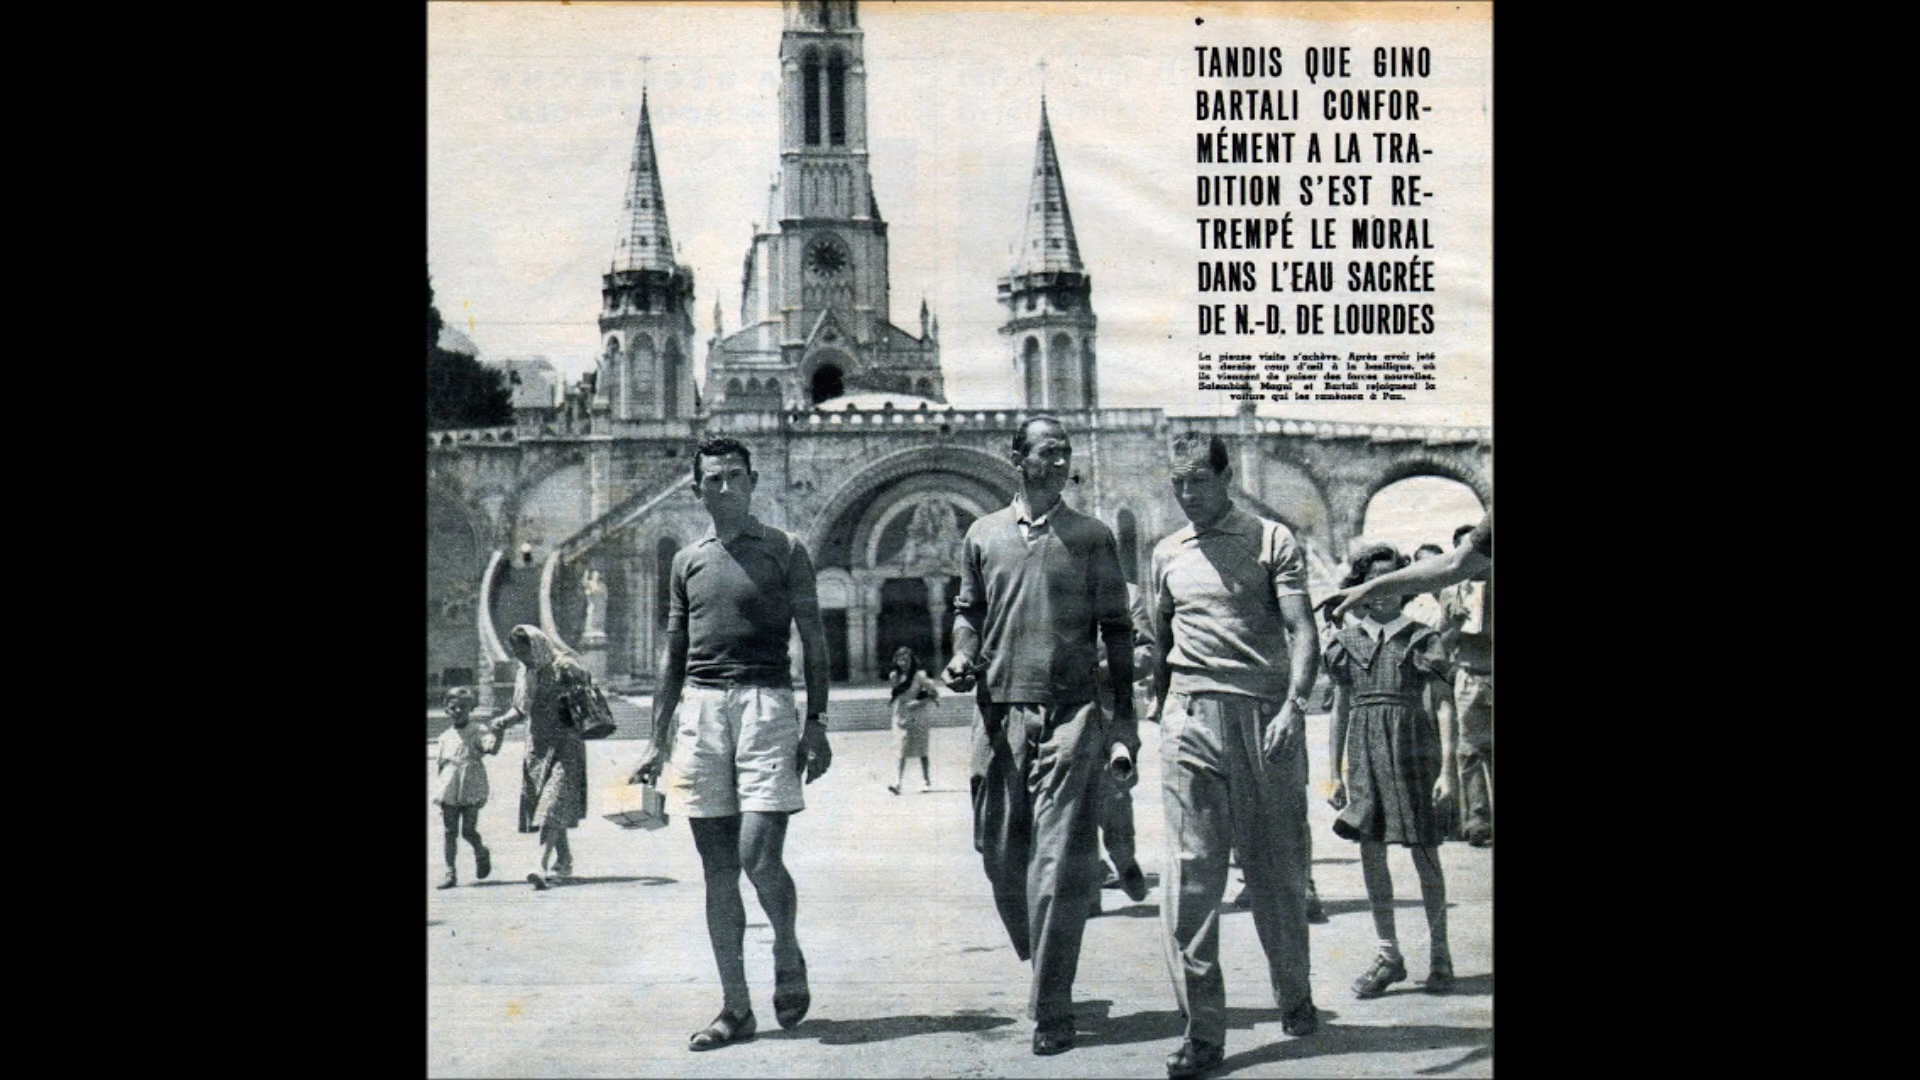 TANDIS QUE GINO
BARTALI CONFOR-
MÉMENT A LA TRA-
DITION S'EST RE-
TREMPÉ LE MORAL
DANS L'EAU SACRÉE
DE N.-D. DE LOURDES
La pieuse visite s'achève. Après avoir jeté
un dernier coup d'œil à la basilique, où
ils viennent de puiser des forces nouvelles,
Salembini, Magni et Bartali rejoignent la
voiture qui les ramènera à Pau.